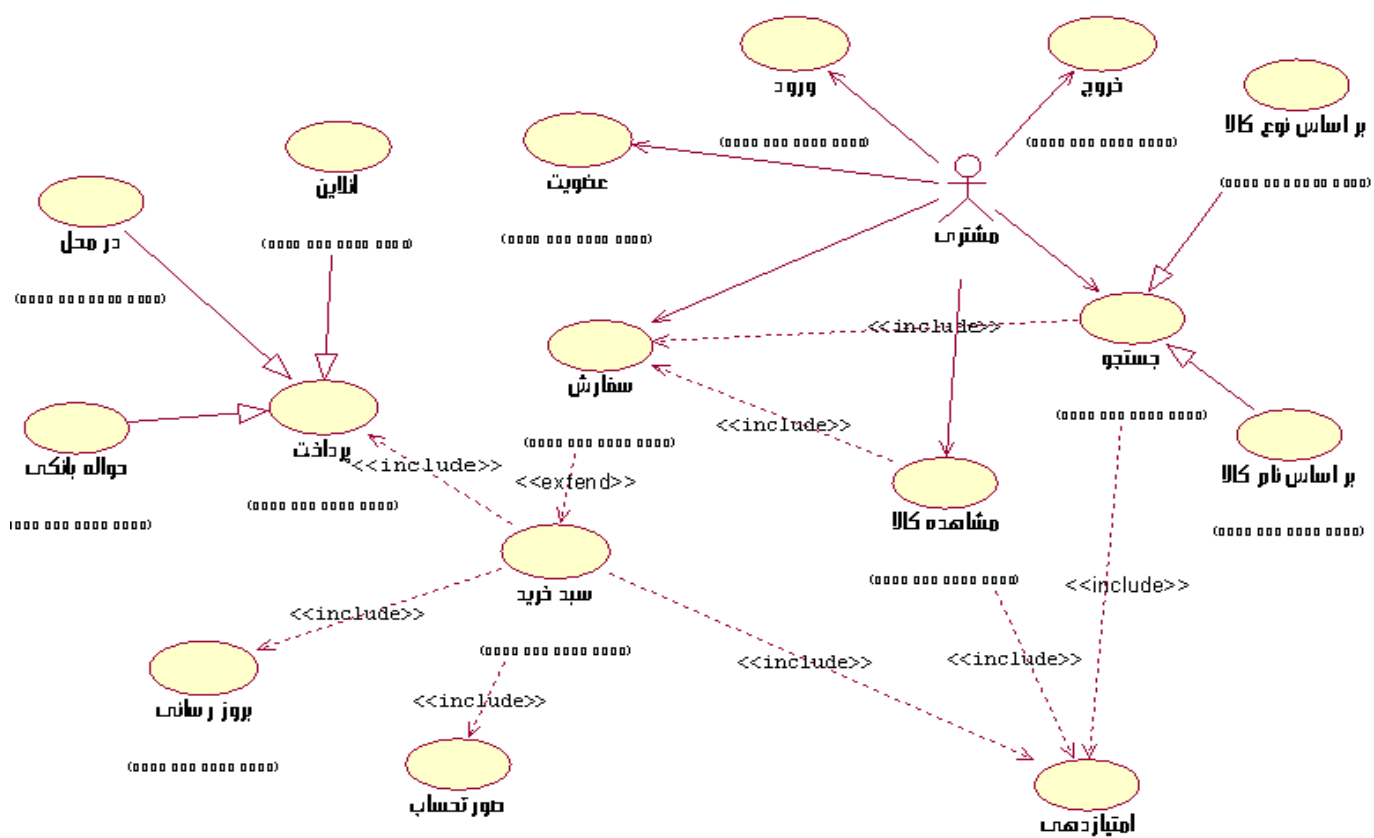 ورود
خروج
بر اساس نوع کالا
عضویت
انلاین
در محل
مشتری
<<include>>
جستجو
سفارش
<<include>>
پرداخت
<<include>>
حواله بانکی
<<extend>>
بر اساس نام کالا
مشاهده کالا
<<include>>
سبد خرید
<<include>>
<<include>>
<<include>>
<<include>>
بروز رسانی
صورتحساب
امتیازدهی